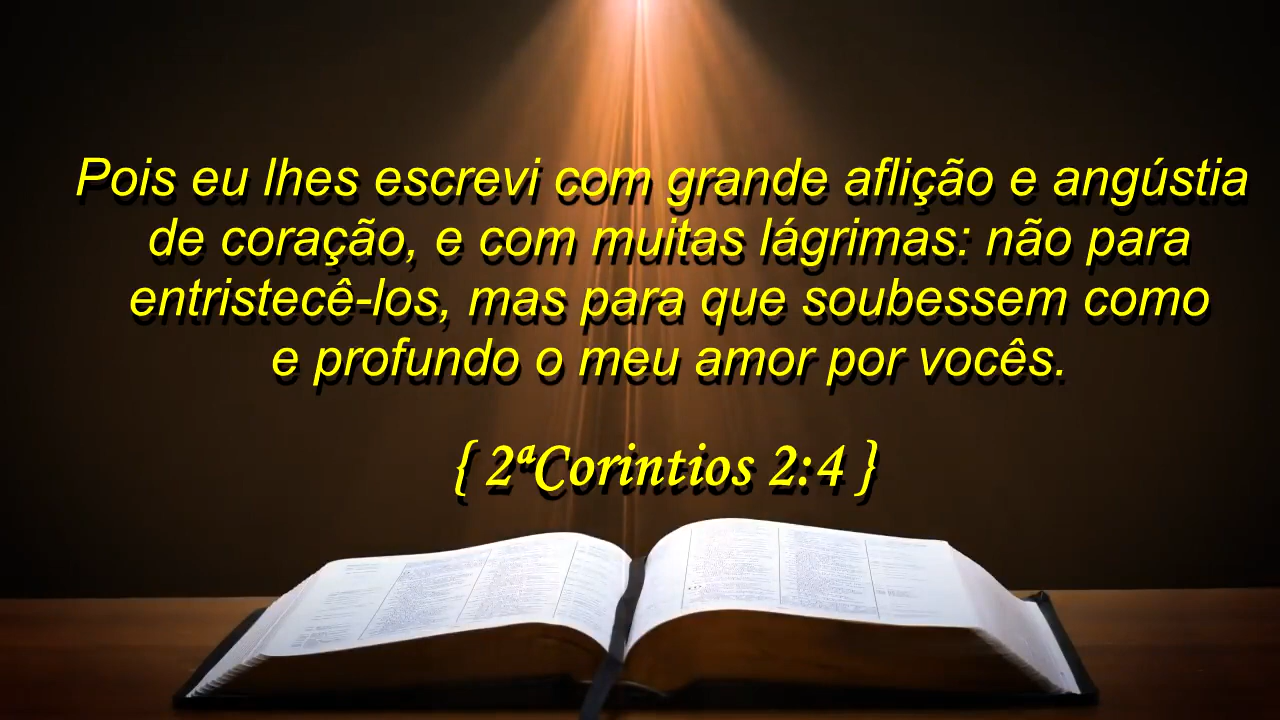 Pois eu lhes escrevi com grande aflição e angústia
de coração, e com muitas lágrimas: não para
entristecê-los, mas para que soubessem como
e profundo o meu amor por vocês.
{ 2ªCorintios 2:4 }